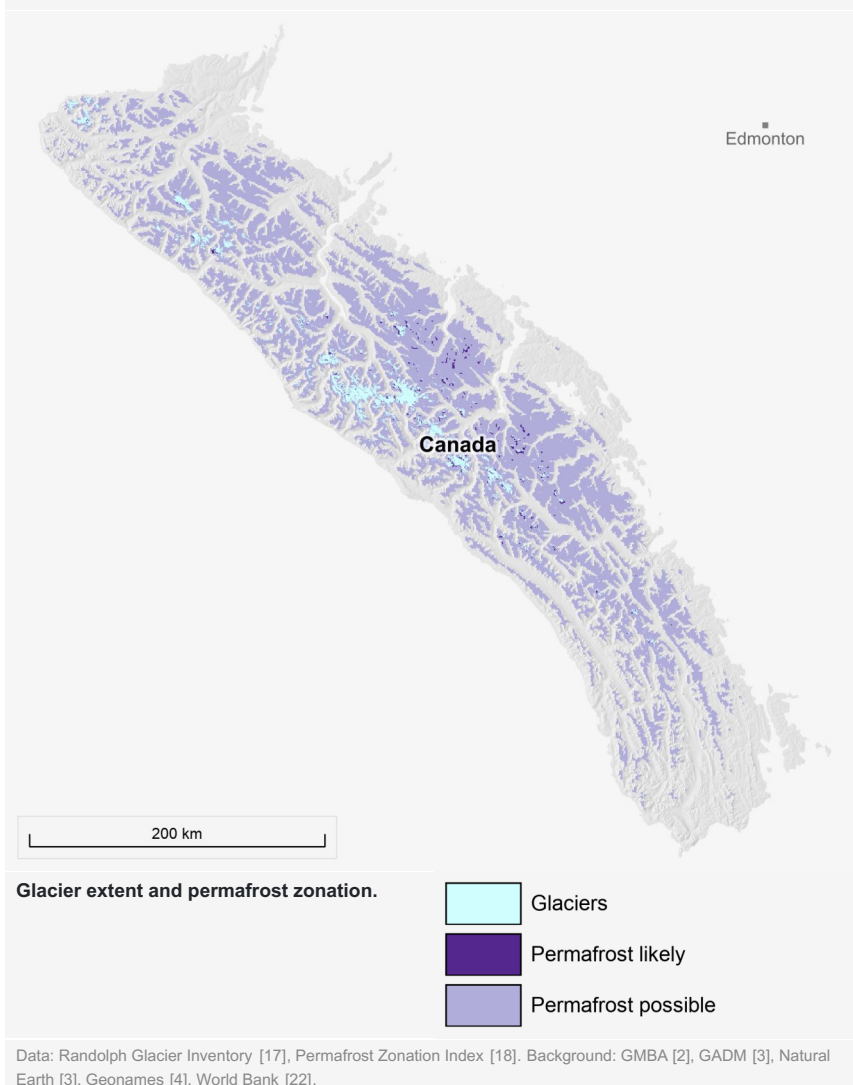 Edmonton
Canada
200 km
Glacier extent and permafrost zonation.
Glaciers
Permafrost likely
Permafrost possible
Data: Randolph Glacier Inventory [17], Permafrost Zonation Index [18]. Background: GMBA [2], GADM [3], Natural
Earth [3], Geonames [4], World Bank [22].